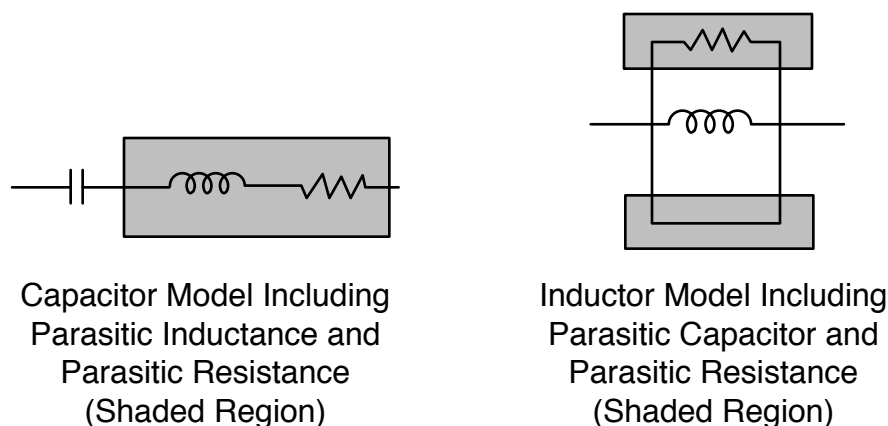 Capacitor Model Including
Parasitic Inductance and
Parasitic Resistance
(Shaded Region)
Inductor Model Including
Parasitic Capacitor and
Parasitic Resistance
(Shaded Region)